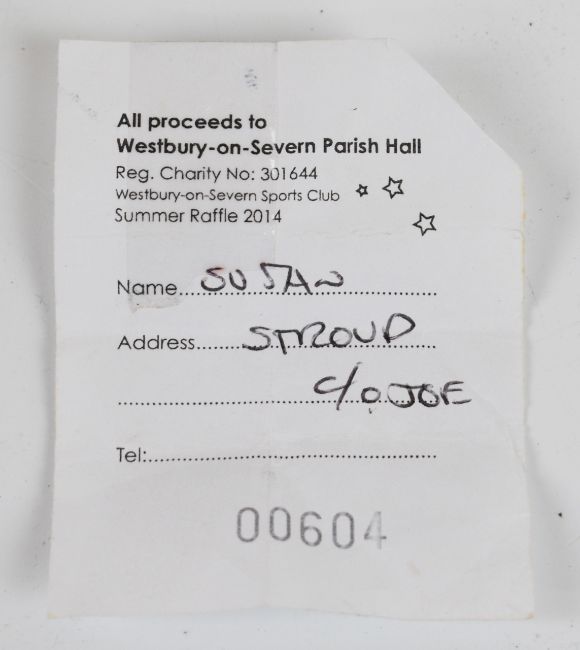 All proceeds to
Westbury-on-Severn Parish Hall
Reg. Charity No: 301644
Westbury-on-Severn Sports Club
Summer Raffle 2014
Name SUSAN
Address STROUD
C/O JOE
Tel:
00604